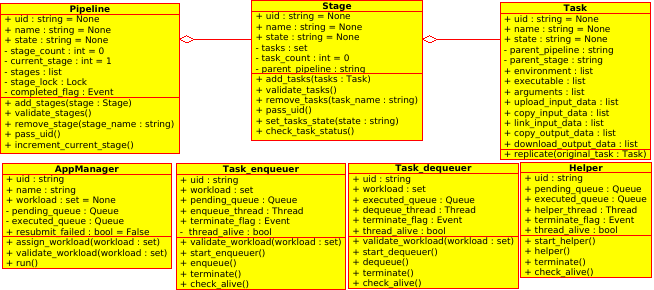 Pipeline
+ uid : string = None
+ name : string = None
+ state : string = None
- stage_count : int = 0
- current_stage : int = 1
- stages : list
- stage_lock : Lock
- completed_flag : Event
+ add_stages(stage : Stage)
+ validate_stages()
+ remove_stage(stage_name : string)
+ pass_uid()
+ increment_current_stage()
Stage
+ uid : string = None
+ name : string = None
+ state : string = None
- tasks : set
- task_count : int = 0
- parent_pipeline : string
+ add_tasks(tasks : Task)
+ validate_tasks()
+ remove_tasks(task_name : string)
+ pass_uid()
+ set_tasks_state(state : string)
+ check_task_status()
Task
+ uid : string = None
+ name : string = None
+ state : string = None
- parent_pipeline : string
- parent_stage : string
+ environment : list
+ executable : list
+ arguments : list
+ upload_input_data : list
+ copy_input_data : list
+ link_input_data : list
+ copy_output_data : list
+ download_output_data : list
+ replicate(original_task : Task)
AppManager
+ uid : string
+ name : string
+ workload : set = None
- pending_queue : Queue
- executed_queue : Queue
+ resubmit_failed : bool = False
+ assign_workload(workload : set)
+ validate_workload(workload : set)
+ run()
Task_enqueuer
+ uid : string
+ workload : set
+ pending_queue : Queue
+ enqueue_thread : Thread
+ terminate_flag : Event
- thread_alive : bool
+ validate_workload(workload : set)
+ start_enqueuer()
+ enqueue()
+ terminate()
+ check_alive()
Task_dequeuer
+ uid : string
+ workload : set
+ executed_queue : Queue
+ dequeue_thread : Thread
+ terminate_flag : Event
+ thread_alive : bool
+ validate_workload(workload : set)
+ start_dequeuer()
+ dequeue()
+ terminate()
+ check_alive()
Helper
+ uid : string
+ pending_queue : Queue
+ executed_queue : Queue
+ helper_thread : Thread
+ terminate_flag : Event
+ thread_alive : bool
+ start_helper()
+ helper()
+ terminate()
+ check_alive()